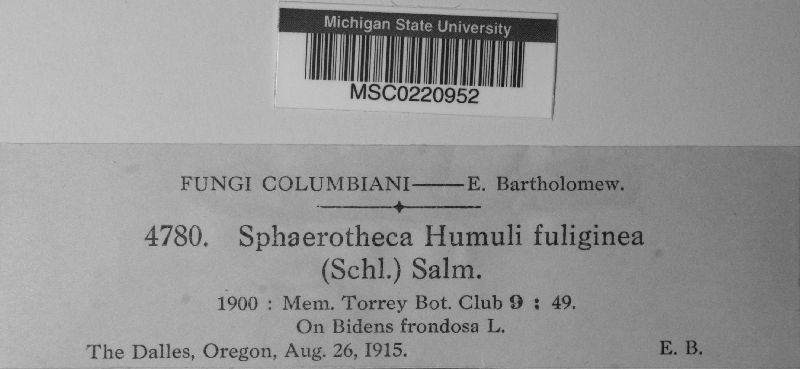 Michigan State University
MSC0220952
FUNGI COLUMBIANI——E. Bartholomew.
4780. Sphaerotheca Humuli fuliginea
(Schl.) Salm.
1900 : Mem. Torrey Bot. Club 9 : 49.
On Bidens frondosa L.
The Dalles, Oregon, Aug. 26, 1915. E. B.